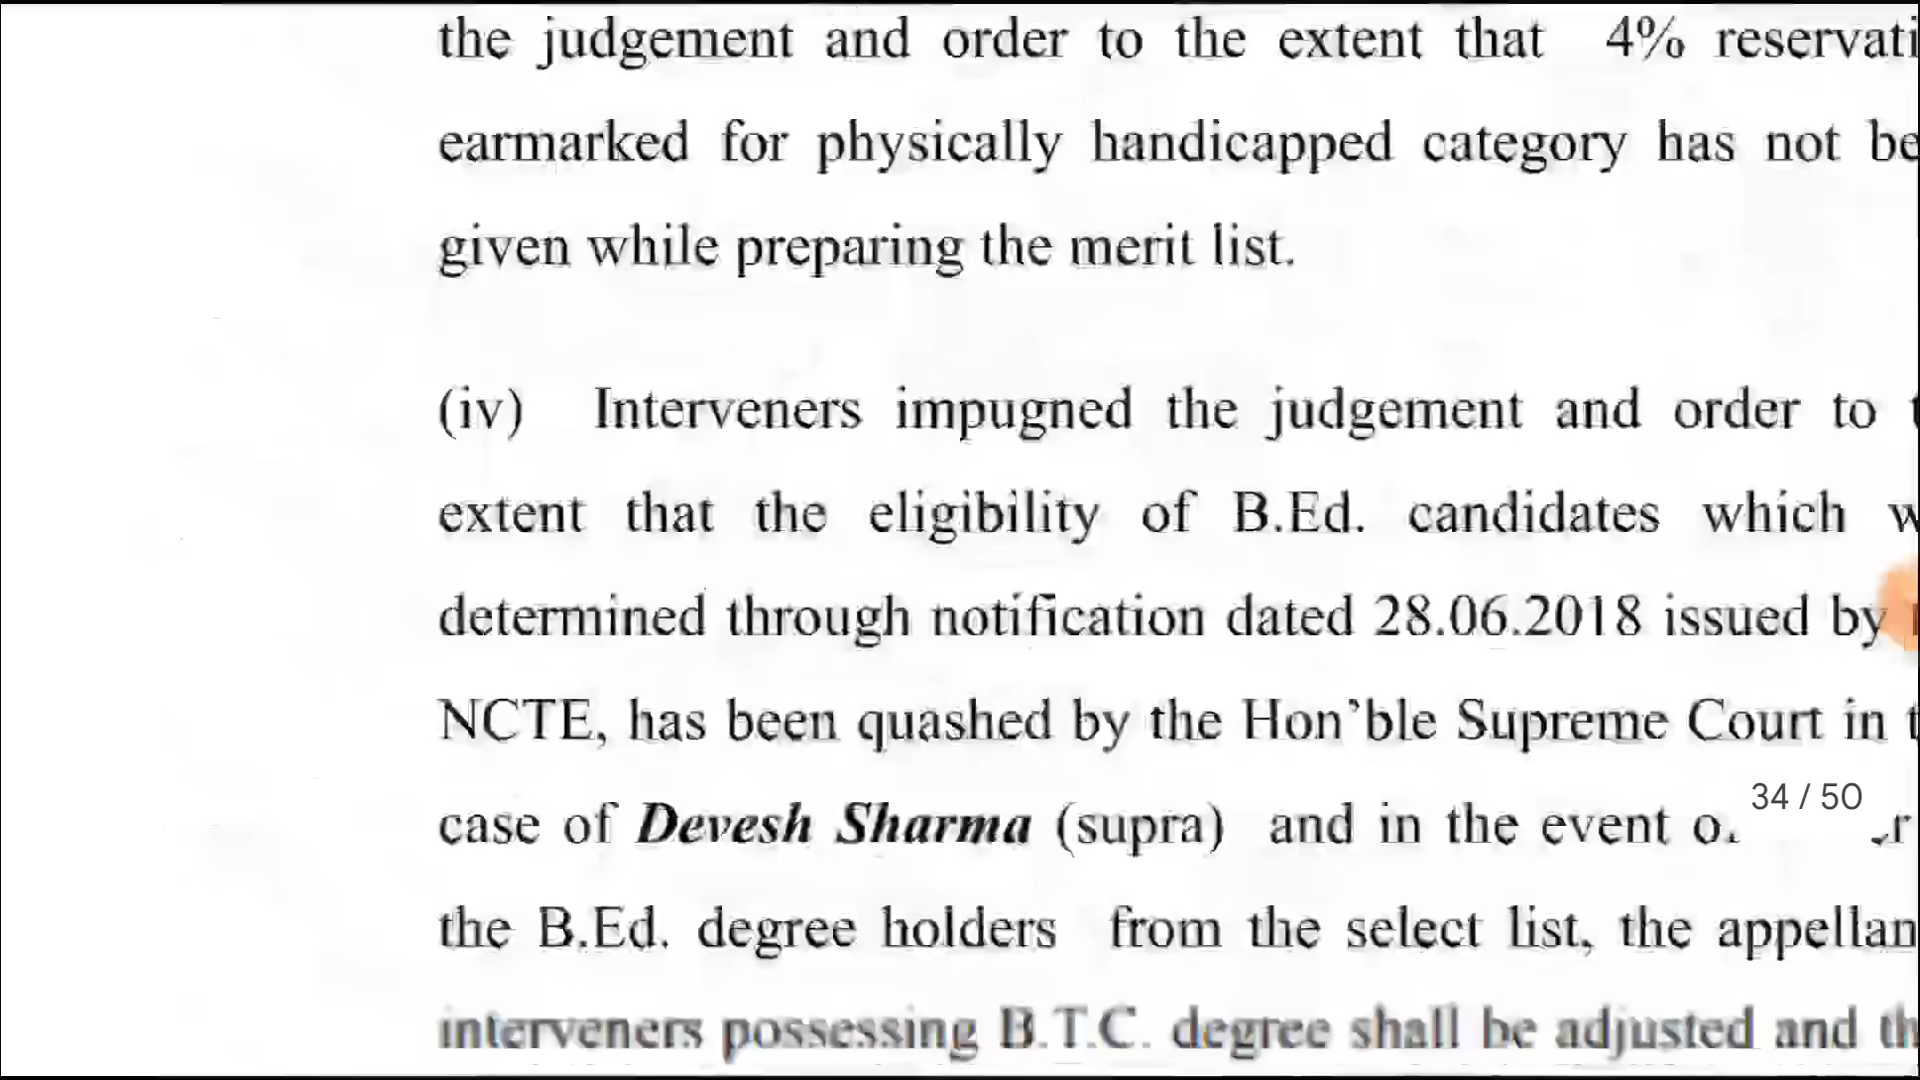 the judgement and order to the extent that 4% reservati
earmarked for physically handicapped category has not be
given while preparing the merit list.
(iv) Interveners impugned the judgement and order to t
extent that the eligibility of B.Ed. candidates which w
determined through notification dated 28.06.2018 issued by
NCTE, has been quashed by the Hon’ble Supreme Court in t
case of Devesh Sharma (supra) and in the event o
34 / 50
the B.Ed. degree holders from the select list, the appellan
interveners possessing B.T.C. degree shall be adjusted and th